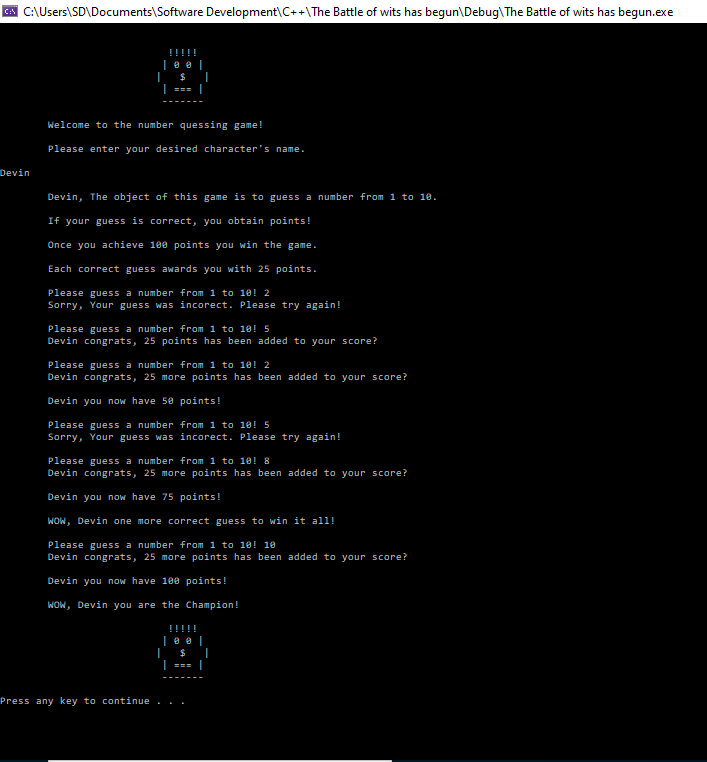 C:\Users\SD\Documents\Software Development\C++\The Battle of wits has begun\Debug\The Battle of wits has begun.exe
!!!!!
| 0 0 |
|   $   |
| === |
-------
Welcome to the number quessing game!
Please enter your desired character's name.
Devin
Devin, The object of this game is to guess a number from 1 to 10.
If your guess is correct, you obtain points!
Once you achieve 100 points you win the game.
Each correct guess awards you with 25 points.
Please guess a number from 1 to 10! 2
Sorry, Your guess was incorect. Please try again!
Please guess a number from 1 to 10! 5
Devin congrats, 25 points has been added to your score?
Please guess a number from 1 to 10! 2
Devin congrats, 25 more points has been added to your score?
Devin you now have 50 points!
Please guess a number from 1 to 10! 5
Sorry, Your guess was incorect. Please try again!
Please guess a number from 1 to 10! 8
Devin congrats, 25 more points has been added to your score?
Devin you now have 75 points!
WOW, Devin one more correct guess to win it all!
Please guess a number from 1 to 10! 10
Devin congrats, 25 more points has been added to your score?
Devin you now have 100 points!
WOW, Devin you are the Champion!
!!!!!
| 0 0 |
|   $   |
| === |
-------
Press any key to continue . . .